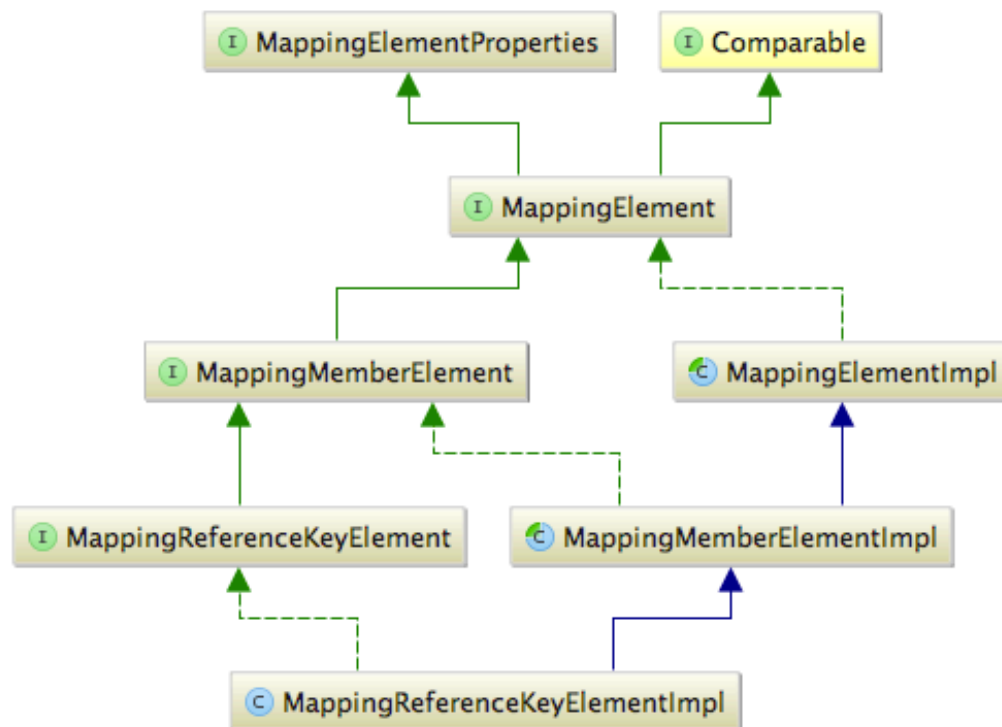 I MappingElementProperties
I Comparable
I MappingElement
I MappingMemberElement
C MappingElementImpl
I MappingReferenceKeyElement
C MappingMemberElementImpl
C MappingReferenceKeyElementImpl